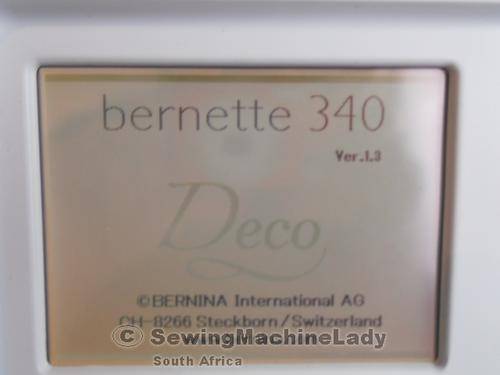 bernette 340
Ver.1.3
Deco
©BERNINA International AG
CH-8266 Steckborn/Switzerland
© SewingMachineLady
South Africa